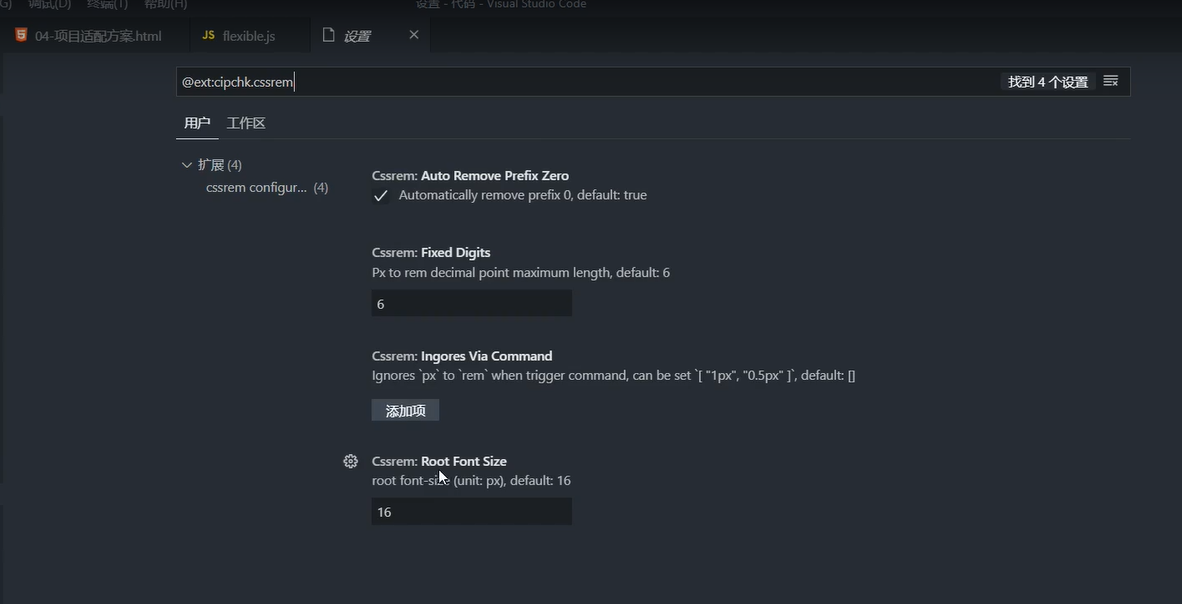 G) 调试(D) 终端(T) 帮助(H) 设置 - 代码 - Visual Studio Code
04-项目适配方案.html JS flexible.js 设置
@ext:cipchk.cssrem 找到 4 个设置
用户 工作区
扩展 (4)
cssrem configur... (4)
Cssrem: Auto Remove Prefix Zero
Automatically remove prefix 0, default: true
Cssrem: Fixed Digits
Px to rem decimal point maximum length, default: 6
6
Cssrem: Ingores Via Command
Ignores `px` to `rem` when trigger command, can be set `[ "1px", "0.5px" ]`, default: []
添加项
Cssrem: Root Font Size
root font-size (unit: px), default: 16
16